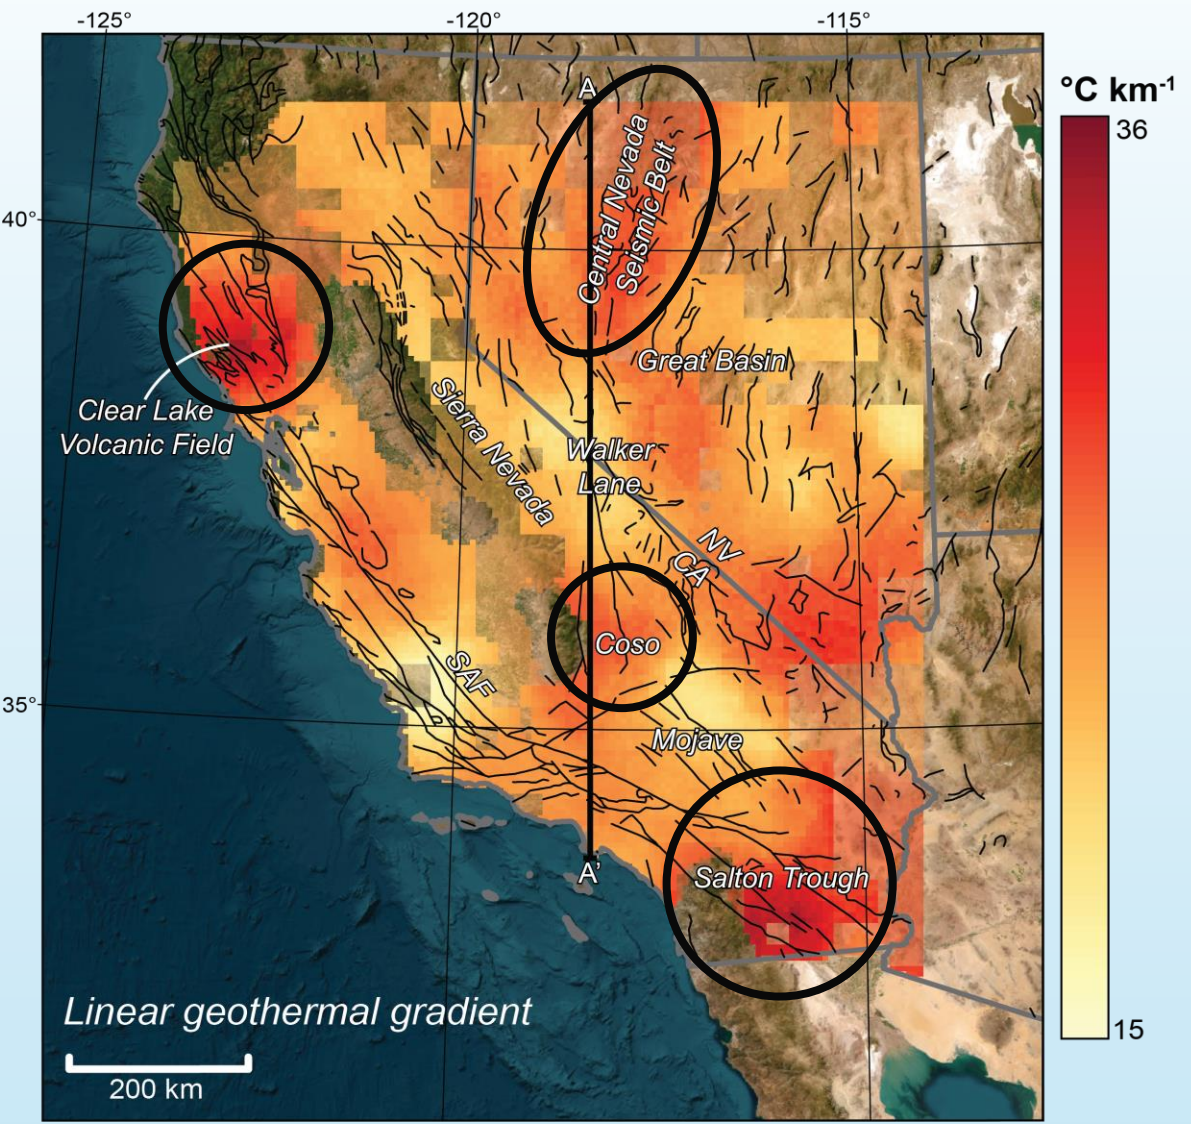 -125°
-120°
-115°
°C km-1
36
A
Central Nevada
Seismic Belt
40°
Great Basin
Clear Lake
Volcanic Field
Sierra Nevada
Walker
Lane
NV
CA
Coso
SAF
35°
Mojave
A'
Salton Trough
Linear geothermal gradient
15
200 km